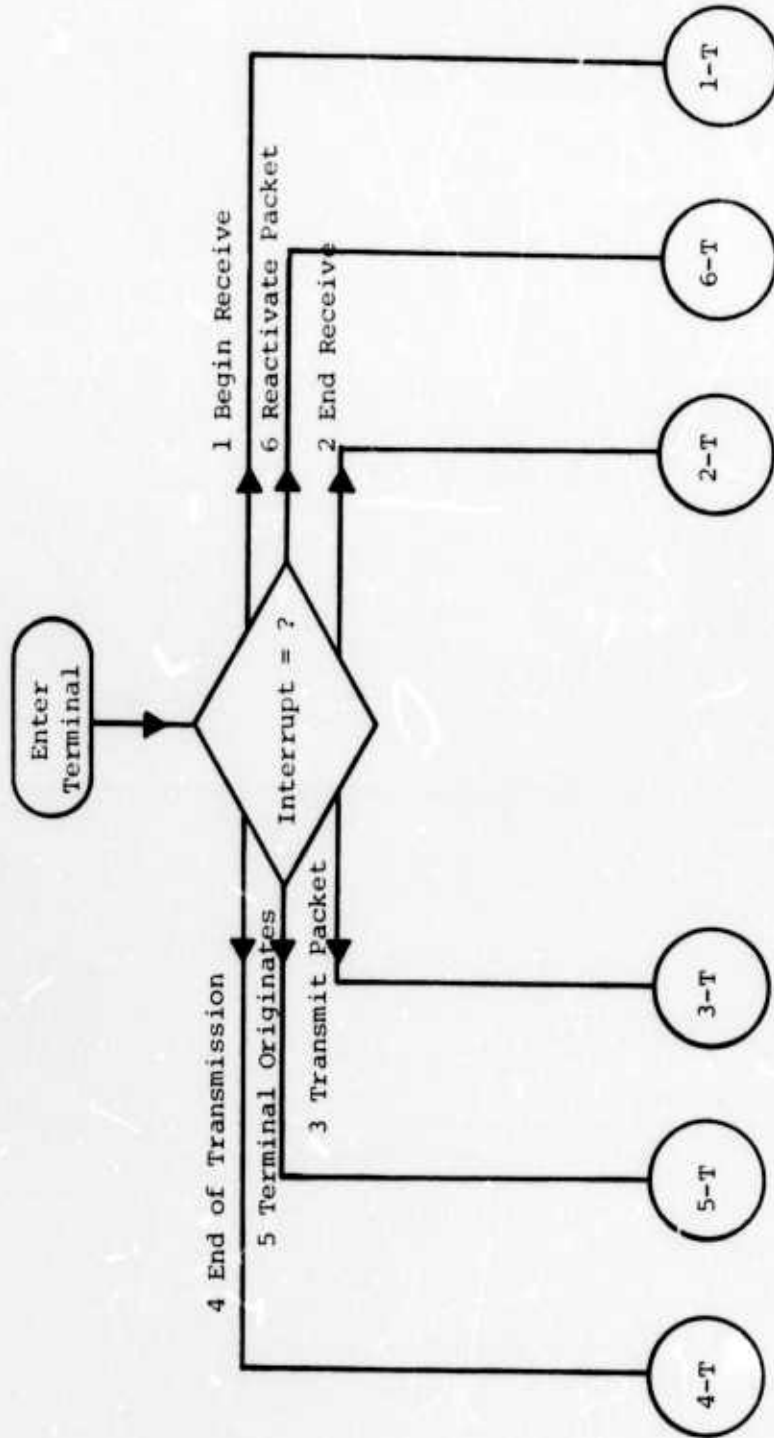 Enter
Terminal
Interrupt = ?
4 End of Transmission
5 Terminal Originates
3 Transmit Packet
1 Begin Receive
6 Reactivate Packet
2 End Receive
4-T
5-T
3-T
2-T
6-T
1-T